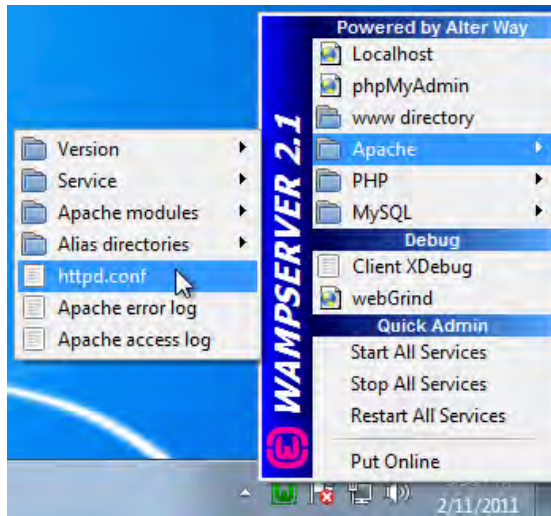 Powered by Alter Way
Localhost
phpMyAdmin
www directory
Apache
PHP
MySQL
Debug
Client XDebug
webGrind
Quick Admin
Start All Services
Stop All Services
Restart All Services
Put Online
WAMPSERVER 2.1
Version
Service
Apache modules
Alias directories
httpd.conf
Apache error log
Apache access log
2/11/2011